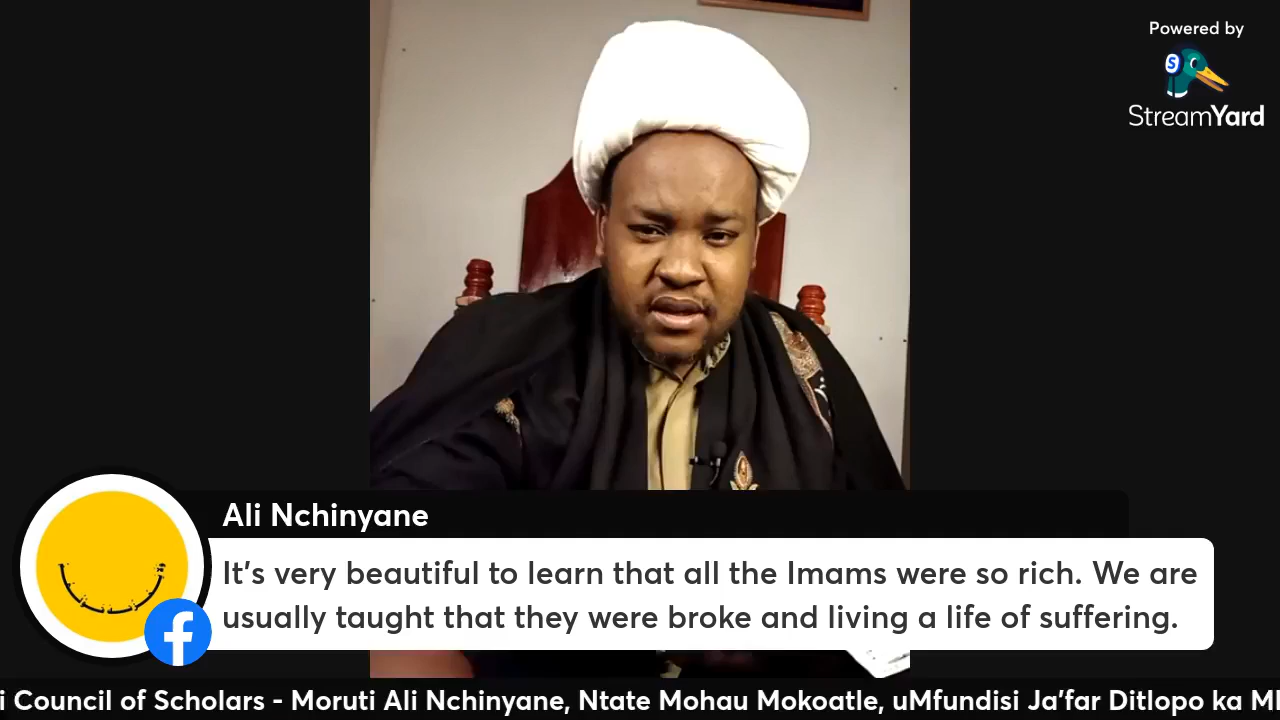 Powered by
StreamYard
Ali Nchinyane
It's very beautiful to learn that all the Imams were so rich. We are
usually taught that they were broke and living a life of suffering.
i Council of Scholars - Moruti Ali Nchinyane, Ntate Mohau Mokoatle, uMfundisi Ja'far Ditlopo ka